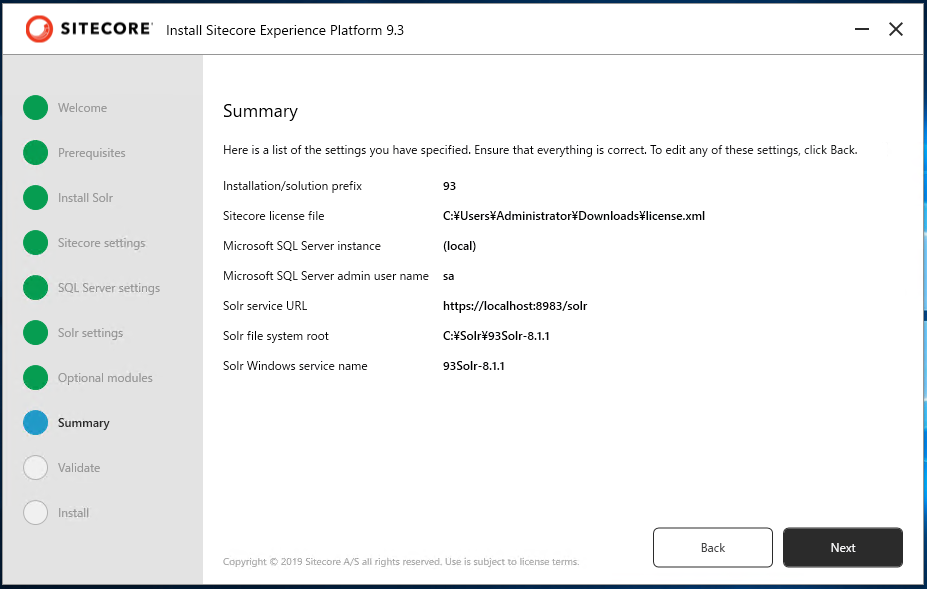 SITECORE Install Sitecore Experience Platform 9.3
Welcome
Prerequisites
Install Solr
Sitecore settings
SQL Server settings
Solr settings
Optional modules
Summary
Validate
Install
Summary
Here is a list of the settings you have specified. Ensure that everything is correct. To edit any of these settings, click Back.
Installation/solution prefix 93
Sitecore license file C:¥Users¥Administrator¥Downloads¥license.xml
Microsoft SQL Server instance (local)
Microsoft SQL Server admin user name sa
Solr service URL https://localhost:8983/solr
Solr file system root C:¥Solr¥93Solr-8.1.1
Solr Windows service name 93Solr-8.1.1
Back Next
Copyright © 2019 Sitecore A/S all rights reserved. Use is subject to license terms.